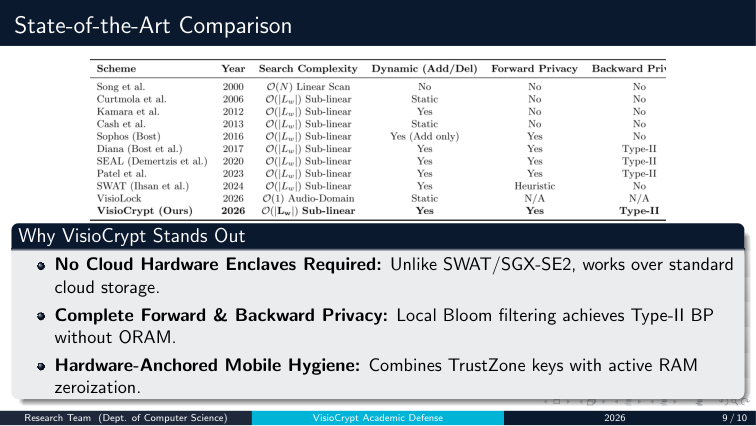 State-of-the-Art Comparison
Scheme Year Search Complexity Dynamic (Add/Del) Forward Privacy Backward Pri
Song et al. 2000 O(N) Linear Scan No No No
Curtmola et al. 2006 O(|L_w|) Sub-linear Static No No
Kamara et al. 2012 O(|L_w|) Sub-linear Yes No No
Cash et al. 2013 O(|L_w|) Sub-linear Static No No
Sophos (Bost) 2016 O(|L_w|) Sub-linear Yes (Add only) Yes No
Diana (Bost et al.) 2017 O(|L_w|) Sub-linear Yes Yes Type-II
SEAL (Demertzis et al.) 2020 O(|L_w|) Sub-linear Yes Yes Type-II
Patel et al. 2023 O(|L_w|) Sub-linear Yes Yes Type-II
SWAT (Ihsan et al.) 2024 O(|L_w|) Sub-linear Yes Heuristic No
VisioLock 2026 O(1) Audio-Domain Static N/A N/A
VisioCrypt (Ours) 2026 O(|L_w|) Sub-linear Yes Yes Type-II
Why VisioCrypt Stands Out
No Cloud Hardware Enclaves Required: Unlike SWAT/SGX-SE2, works over standard
cloud storage.
Complete Forward & Backward Privacy: Local Bloom filtering achieves Type-II BP
without ORAM.
Hardware-Anchored Mobile Hygiene: Combines TrustZone keys with active RAM
zeroization.
Research Team (Dept. of Computer Science) VisioCrypt Academic Defense 2026 9 / 10